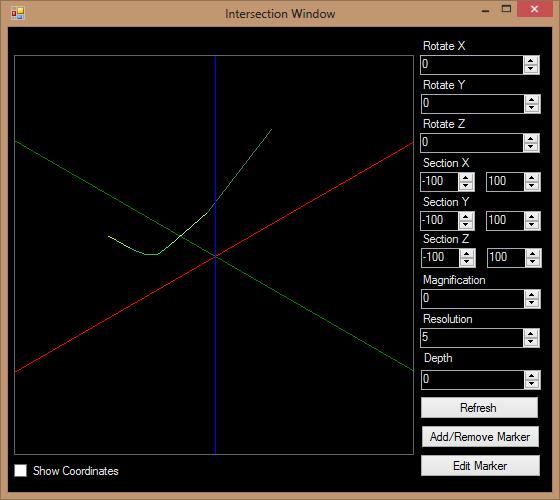 Intersection Window
Rotate X
0
Rotate Y
0
Rotate Z
0
Section X
-100 100
Section Y
-100 100
Section Z
-100 100
Magnification
0
Resolution
5
Depth
0
Refresh
Add/Remove Marker
Edit Marker
Show Coordinates